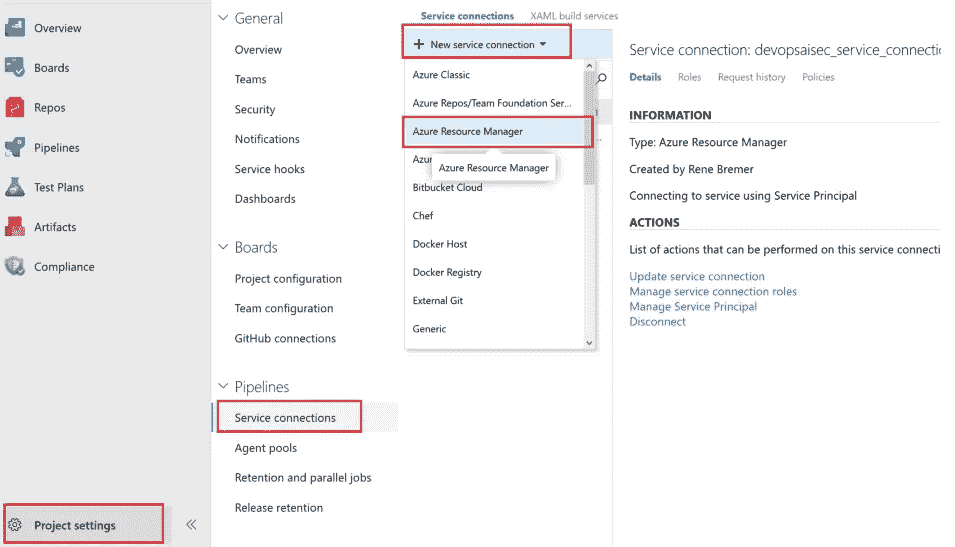 Overview
Boards
Repos
Pipelines
Test Plans
Artifacts
Compliance
Project settings
General
Overview
Teams
Security
Notifications
Service hooks
Dashboards
Boards
Project configuration
Team configuration
GitHub connections
Pipelines
Service connections
Agent pools
Retention and parallel jobs
Release retention
Service connections XAML build services
+ New service connection
Azure Classic
Azure Repos/Team Foundation Ser...
Azure Resource Manager
Azur
Azure Resource Manager
Bitbucket Cloud
Chef
Docker Host
Docker Registry
External Git
Generic
Service connection: devopsaisec_service_connectio
Details Roles Request history Policies
INFORMATION
Type: Azure Resource Manager
Created by Rene Bremer
Connecting to service using Service Principal
ACTIONS
List of actions that can be performed on this service connecti
Update service connection
Manage service connection roles
Manage Service Principal
Disconnect